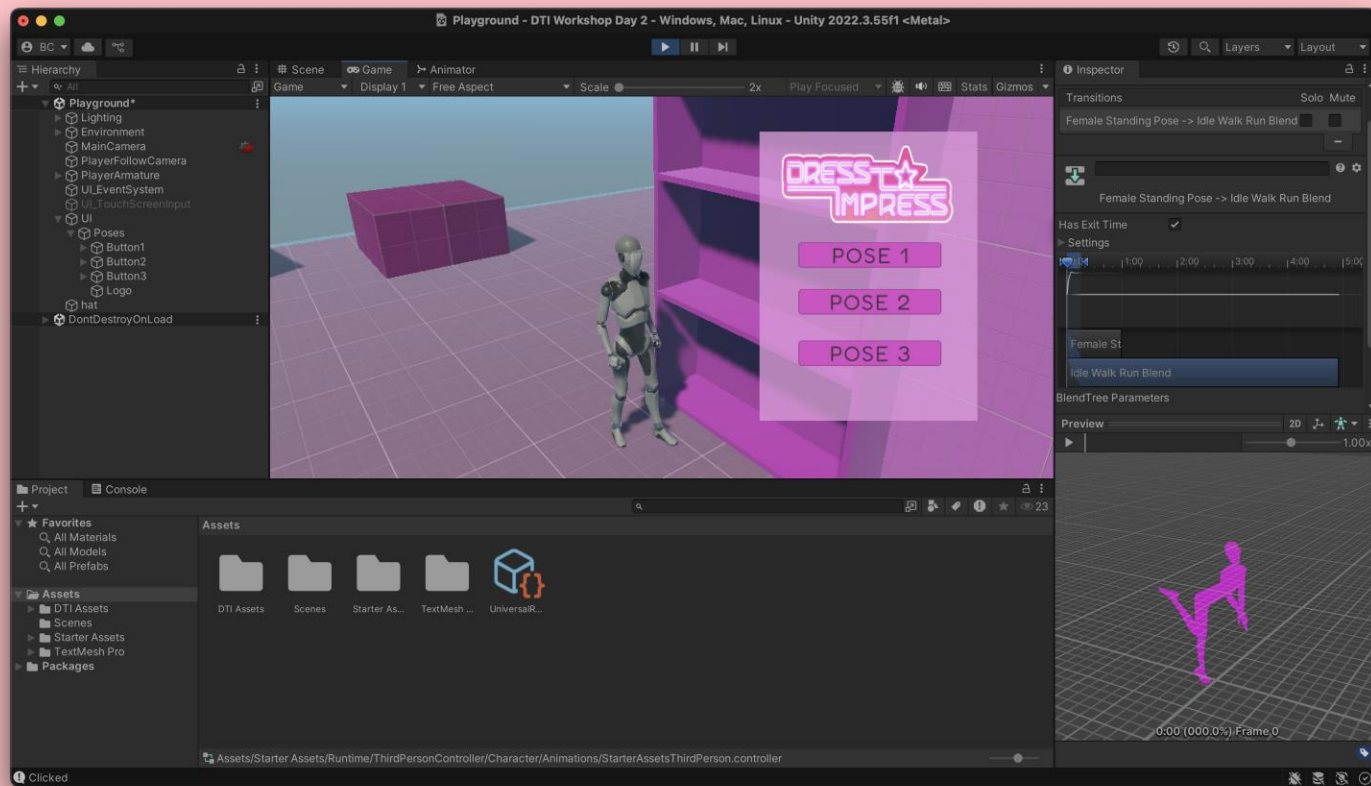 Playground - DTI Workshop Day 2 - Windows, Mac, Linux - Unity 2022.3.55f1 <Metal>
BC
Layers
Layout
Hierarchy
All
Playground*
Lighting
Environment
MainCamera
PlayerFollowCamera
PlayerArmature
UI_EventSystem
UI_TouchScreenInput
UI
Poses
Button1
Button2
Button3
Logo
hat
DontDestroyOnLoad
Scene Game Animator
Game Display 1 Free Aspect Scale 2x Play Focused Stats Gizmos
DRESS TO
IMPRESS
POSE 1
POSE 2
POSE 3
Inspector
Transitions Solo Mute
Female Standing Pose -> Idle Walk Run Blend
Female Standing Pose -> Idle Walk Run Blend
Has Exit Time
Settings
1:00 2:00 3:00 4:00 5:00
Female St
Idle Walk Run Blend
BlendTree Parameters
Preview 2D
1.00x
0:00 (000.0%) Frame 0
Project Console
23
Favorites
All Materials
All Models
All Prefabs
Assets
DTI Assets
Scenes
Starter Assets
TextMesh Pro
Packages
Assets
DTI Assets Scenes Starter As... TextMesh ... UniversalR...
Assets/Starter Assets/Runtime/ThirdPersonController/Character/Animations/StarterAssetsThirdPerson.controller
Clicked